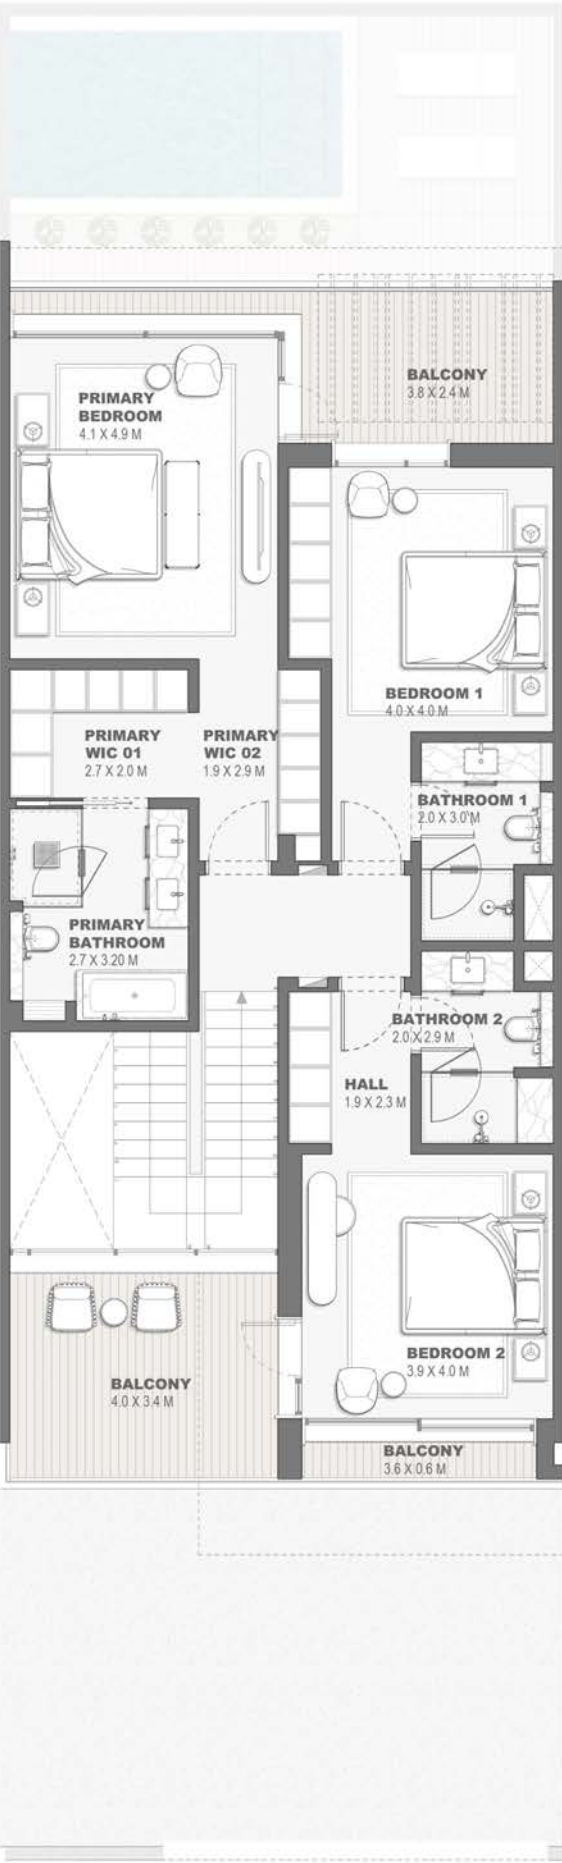 BALCONY
3.8 X 2.4 M
PRIMARY
BEDROOM
4.1 X 4.9 M
BEDROOM 1
4.0 X 4.0 M
PRIMARY
WIC 01
2.7 X 2.0 M
PRIMARY
WIC 02
1.9 X 2.9 M
BATHROOM 1
2.0 X 3.0 M
PRIMARY
BATHROOM
2.7 X 3.20 M
BATHROOM 2
2.0 X 2.9 M
HALL
1.9 X 2.3 M
BEDROOM 2
3.9 X 4.0 M
BALCONY
4.0 X 3.4 M
BALCONY
3.6 X 0.6 M